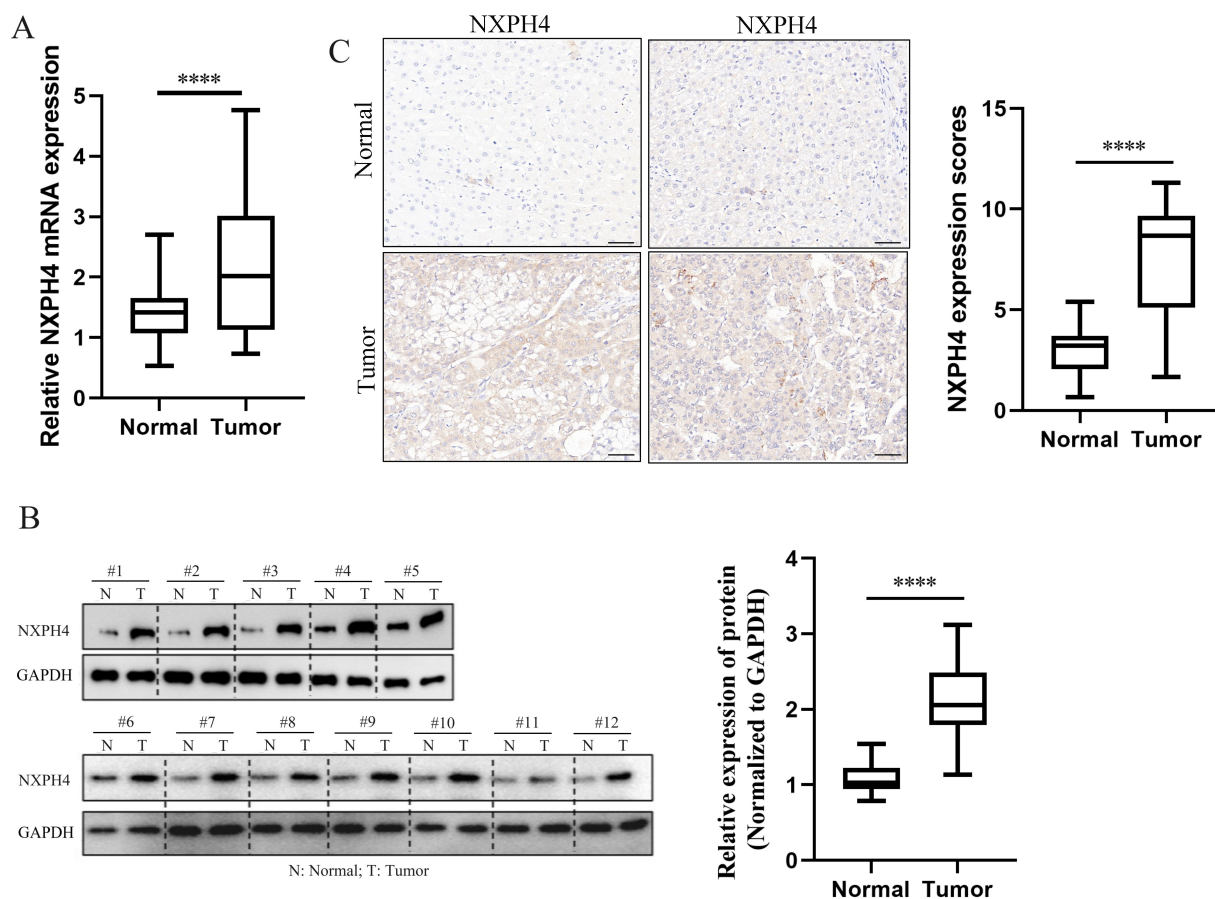 A
Relative NXPH4 mRNA expression
5
4
3
2
1
0
****
Normal Tumor
C
NXPH4 NXPH4
Normal
Tumor
NXPH4 expression scores
15
10
5
0
****
Normal Tumor
B
#1 #2 #3 #4 #5
N T N T N T N T N T
NXPH4
GAPDH
#6 #7 #8 #9 #10 #11 #12
N T N T N T N T N T N T N T
NXPH4
GAPDH
N: Normal; T: Tumor
Relative expression of protein
(Normalized to GAPDH)
4
3
2
1
0
****
Normal Tumor